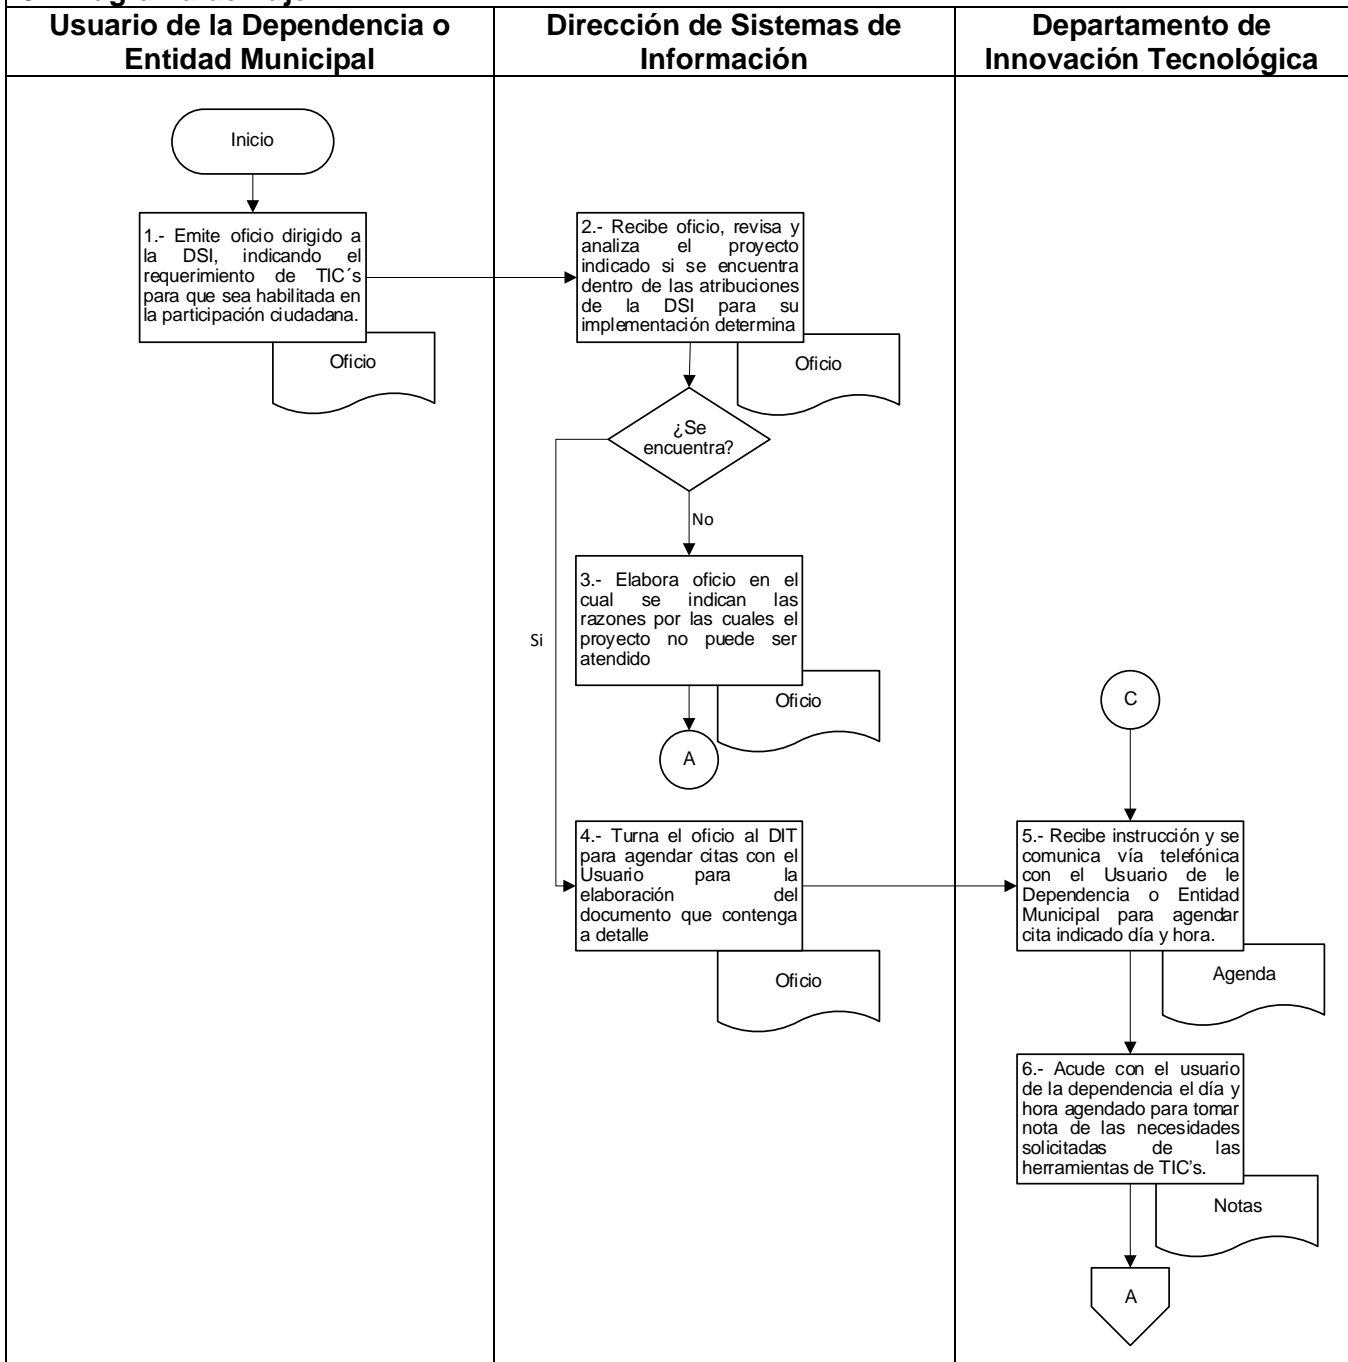 Usuario de la Dependencia o
Entidad Municipal
Dirección de Sistemas de
Información
Departamento de
Innovación Tecnológica
Inicio
1.- Emite oficio dirigido a
la DSI, indicando el
requerimiento de TIC´s
para que sea habilitada en
la participación ciudadana.
Oficio
2.- Recibe oficio, revisa y
analiza el proyecto
indicado si se encuentra
dentro de las atribuciones
de la DSI para su
implementación determina
Oficio
¿Se
encuentra?
No
Si
3.- Elabora oficio en el
cual se indican las
razones por las cuales el
proyecto no puede ser
atendido
Oficio
A
4.- Turna el oficio al DIT
para agendar citas con el
Usuario para la
elaboración del
documento que contenga
a detalle
Oficio
C
5.- Recibe instrucción y se
comunica vía telefónica
con el Usuario de le
Dependencia o Entidad
Municipal para agendar
cita indicado día y hora.
Agenda
6.- Acude con el usuario
de la dependencia el día y
hora agendado para tomar
nota de las necesidades
solicitadas de las
herramientas de TIC's.
Notas
A